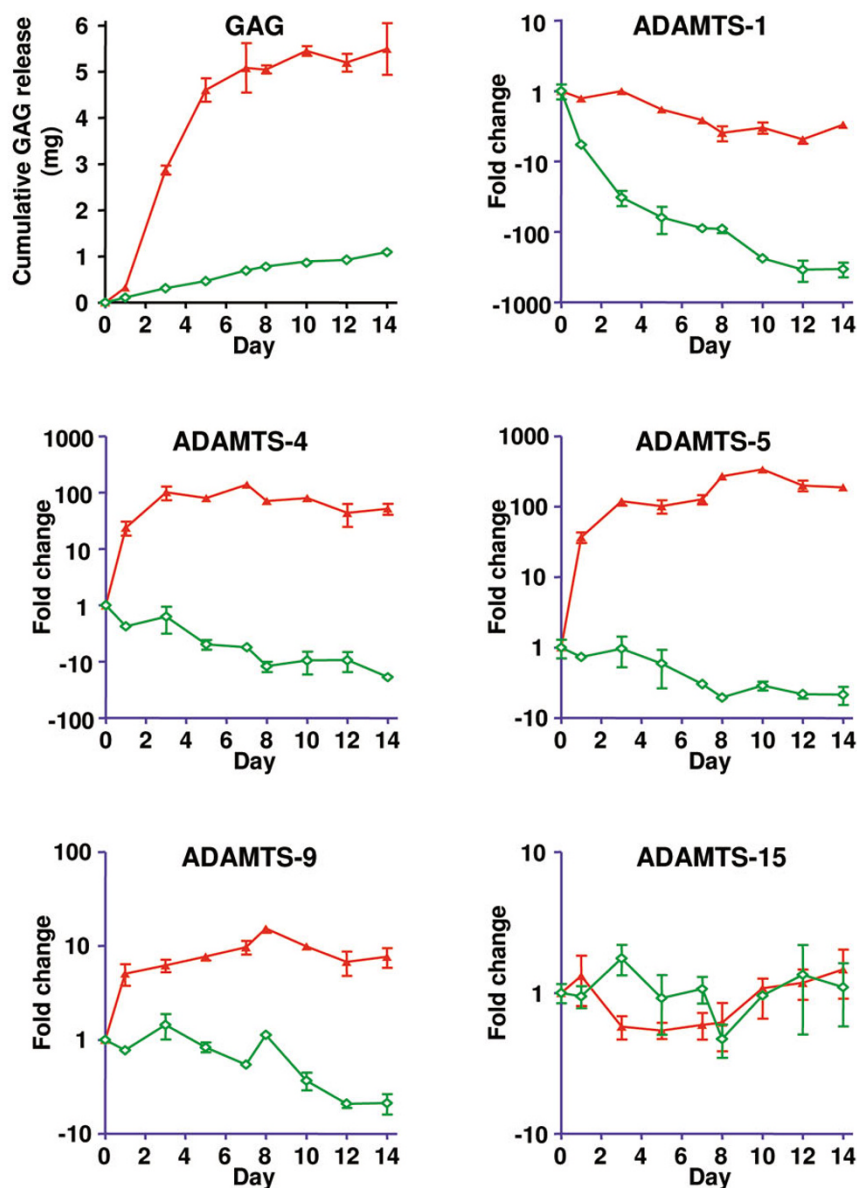 GAG
Cumulative GAG release
(mg)
6
5
4
3
2
1
0
0 2 4 6 8 10 12 14
Day
ADAMTS-1
Fold change
10
1
-10
-100
-1000
0 2 4 6 8 10 12 14
Day
ADAMTS-4
Fold change
1000
100
10
1
-10
-100
0 2 4 6 8 10 12 14
Day
ADAMTS-5
Fold change
1000
100
10
1
-10
0 2 4 6 8 10 12 14
Day
ADAMTS-9
Fold change
100
10
1
-10
0 2 4 6 8 10 12 14
Day
ADAMTS-15
Fold change
10
1
-10
0 2 4 6 8 10 12 14
Day